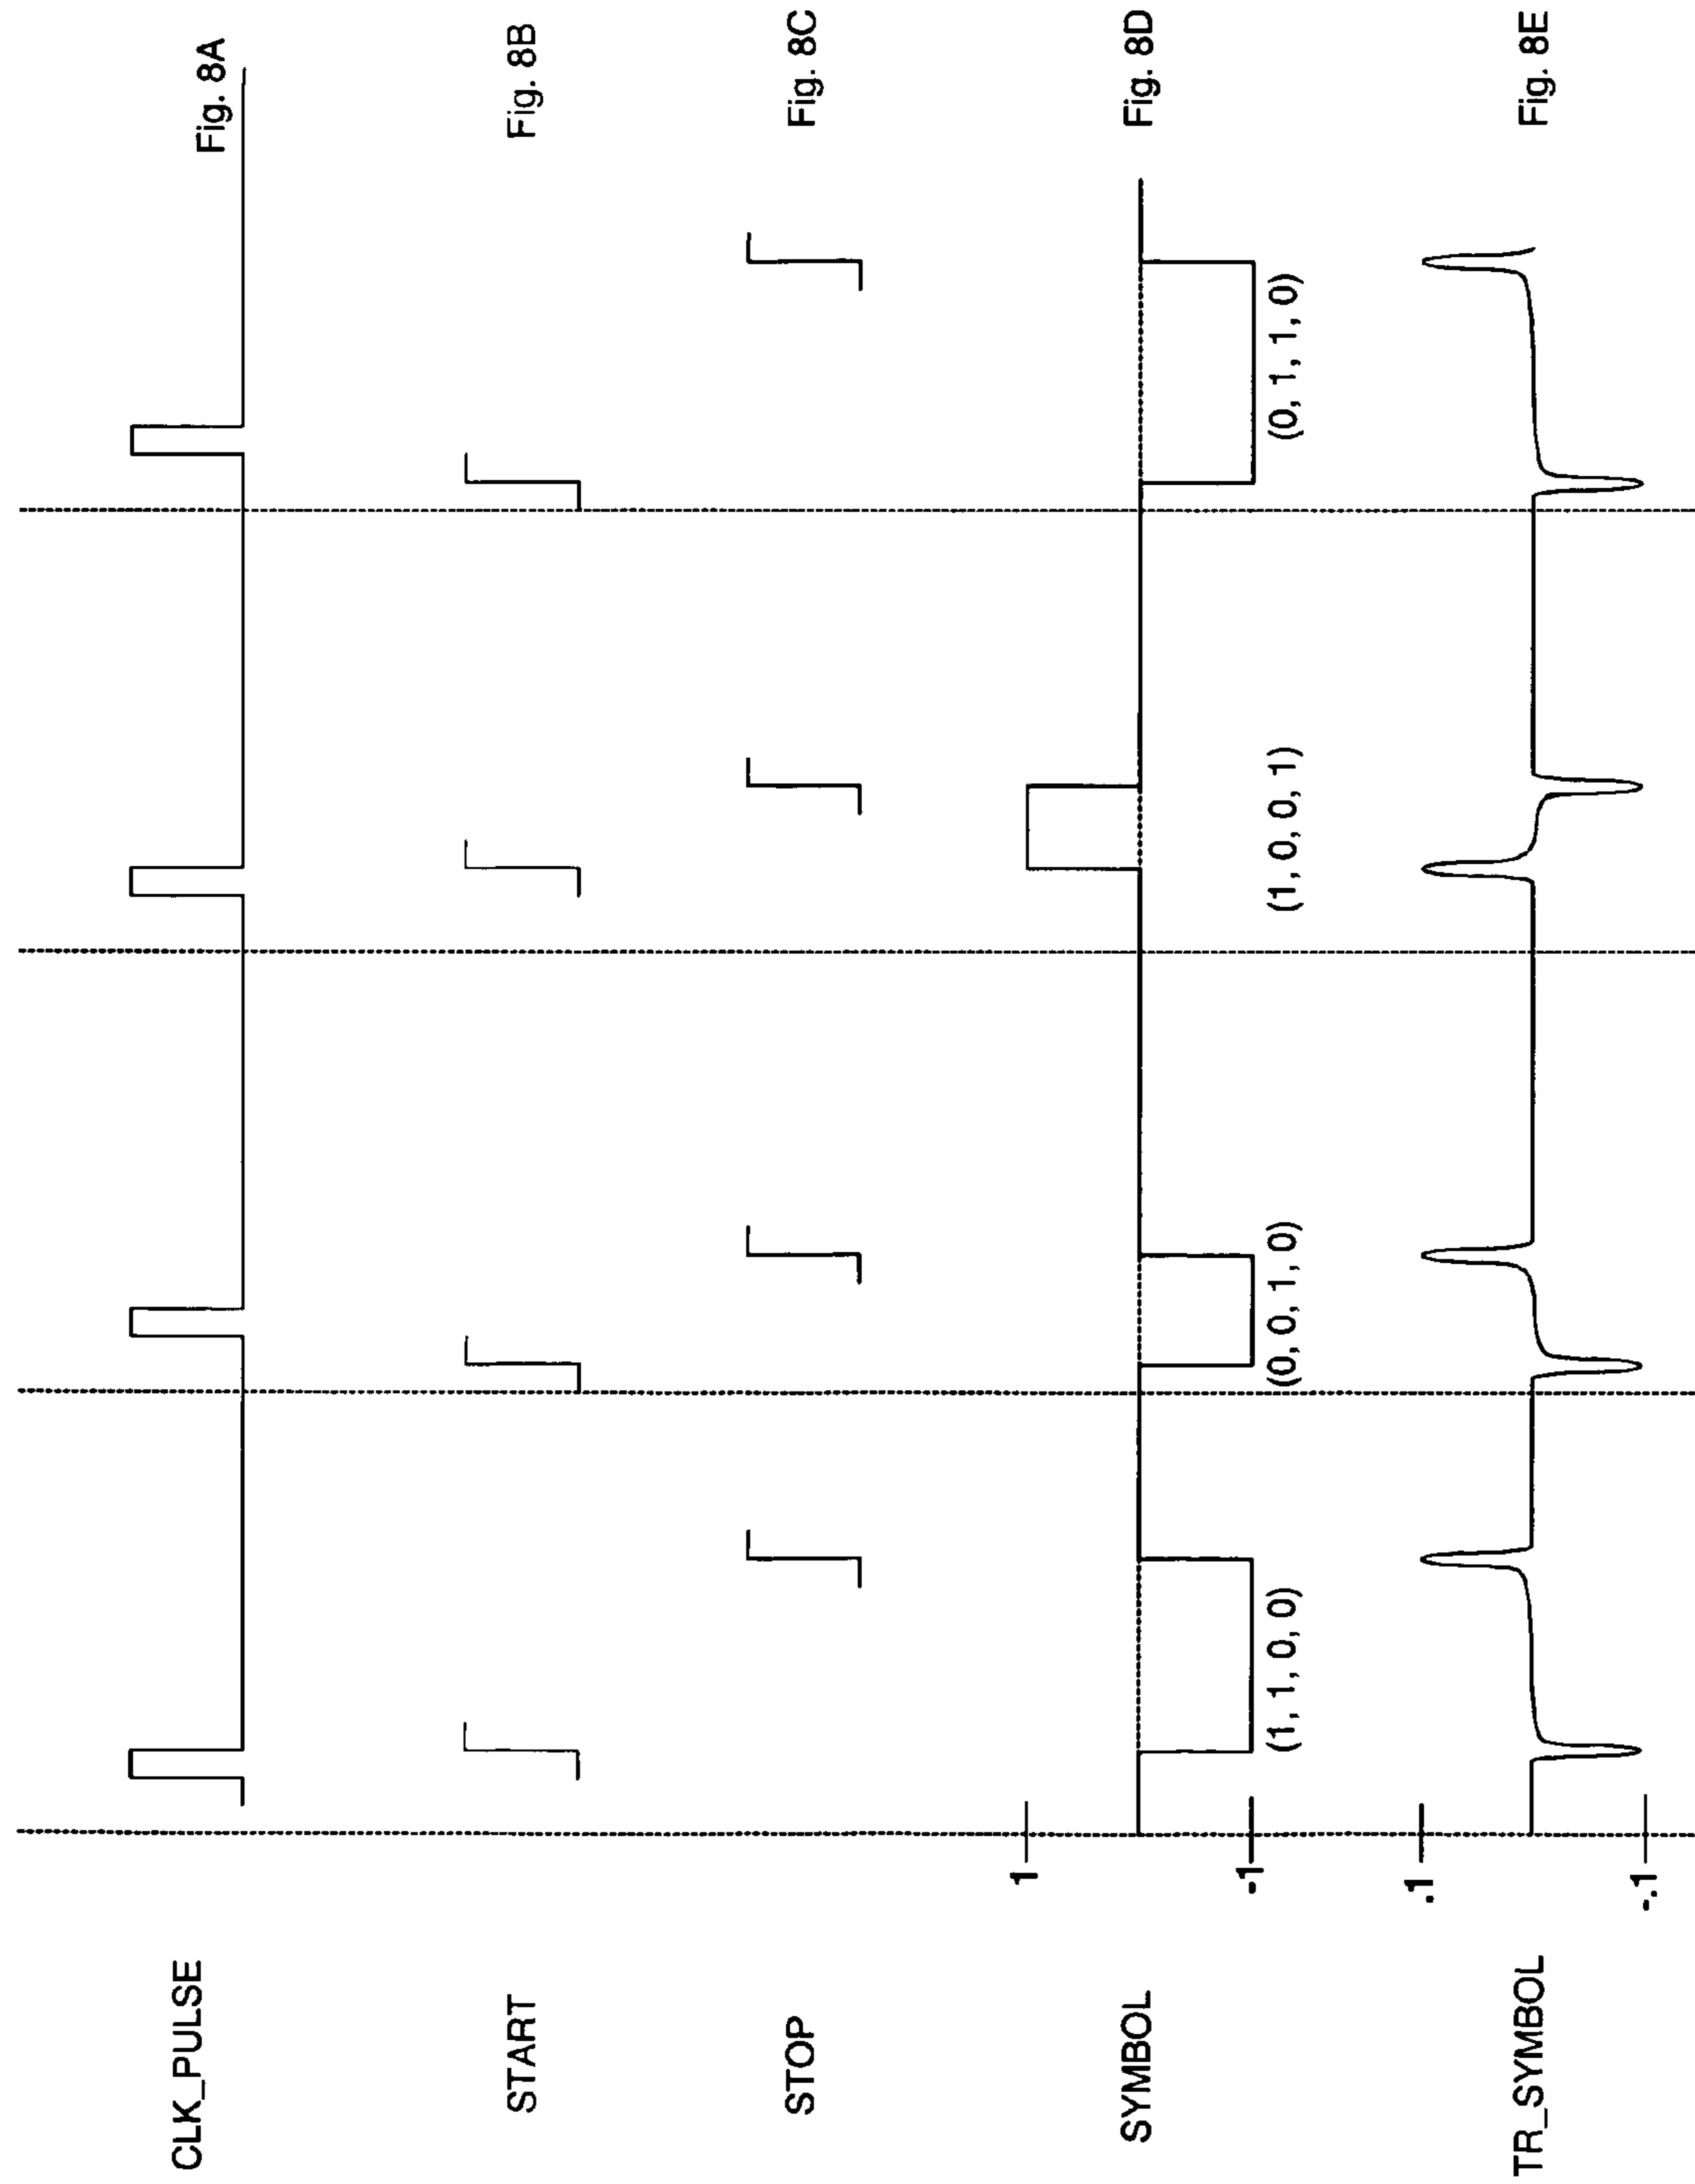 CLK_PULSE
Fig. 8A
START
Fig. 8B
STOP
Fig. 8C
SYMBOL
1
-1
Fig. 8D
(1, 1, 0, 0)
(0, 0, 1, 0)
(1, 0, 0, 1)
(0, 1, 1, 0)
TR_SYMBOL
.1
-.1
Fig. 8E